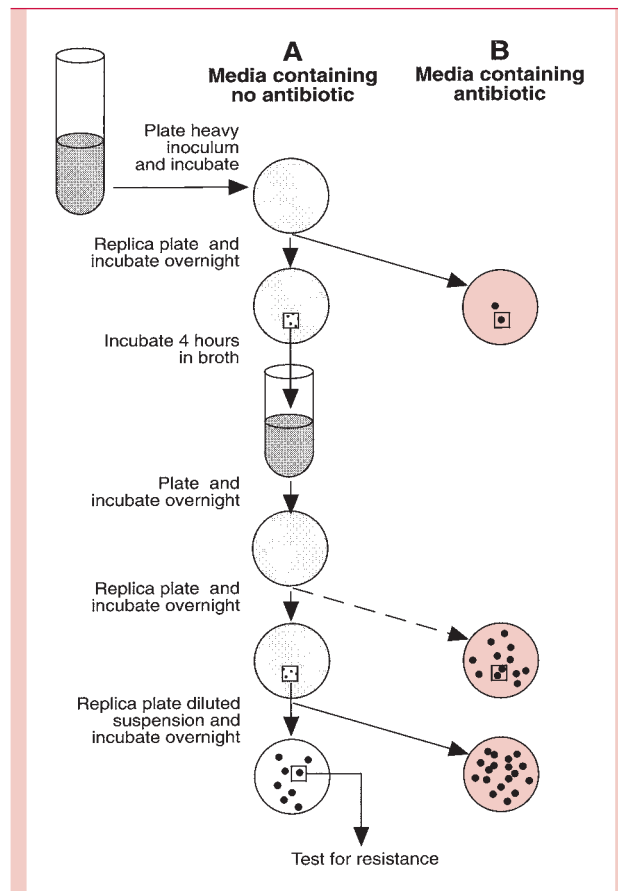 A
Media containing
no antibiotic
B
Media containing
antibiotic
Plate heavy
inoculum
and incubate
Replica plate and
incubate overnight
Incubate 4 hours
in broth
Plate and
incubate overnight
Replica plate and
incubate overnight
Replica plate diluted
suspension and
incubate overnight
Test for resistance